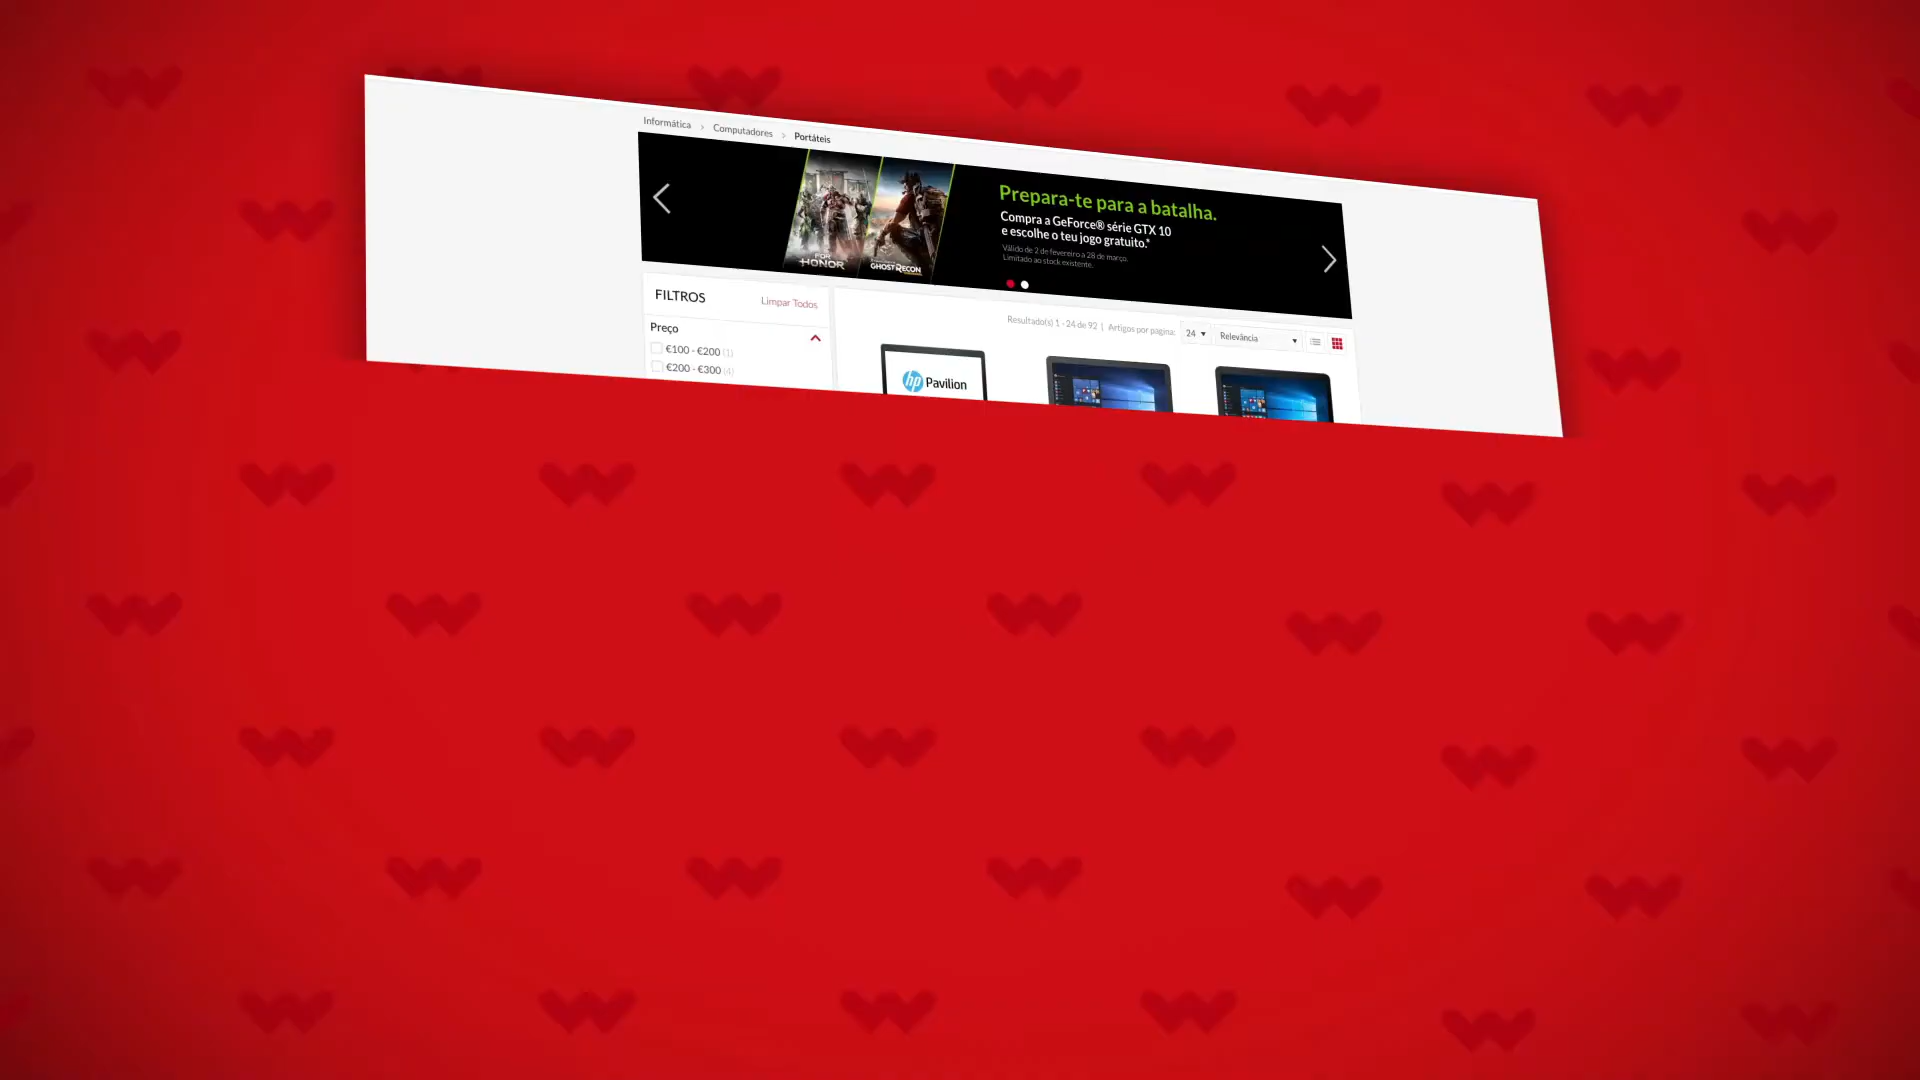 Informática > Computadores > Portáteis
Prepara-te para a batalha.
Compra a GeForce® série GTX 10
e escolhe o teu jogo gratuito.*
Válido de 2 de fevereiro a 28 de março.
Limitado ao stock existente.
FOR HONOR
GHOST RECON
FILTROS
Limpar Todos
Resultado(s) 1 - 24 de 92 | Artigos por página: 24
Relevância
Preço
€100 - €200 (1)
€200 - €300 (4)
hp Pavilion